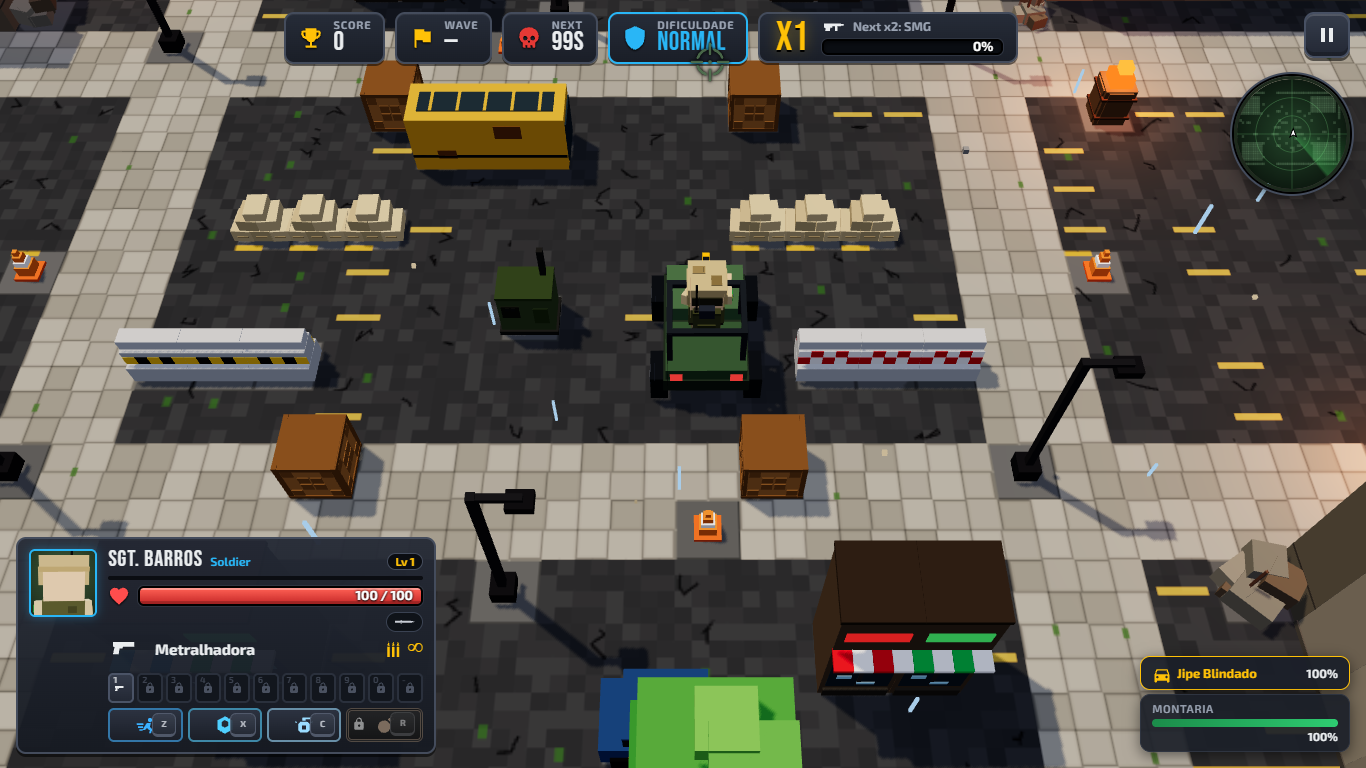 SCORE
0
WAVE
–
NEXT
99S
DIFICULDADE
NORMAL
X1
Next x2: SMG
0%
SGT. BARROS Soldier
Lv 1
100 / 100
Metralhadora
∞
1 2 3 4 5 6 7 8 9 0 -
Z X C R
Jipe Blindado 100%
MONTARIA
100%